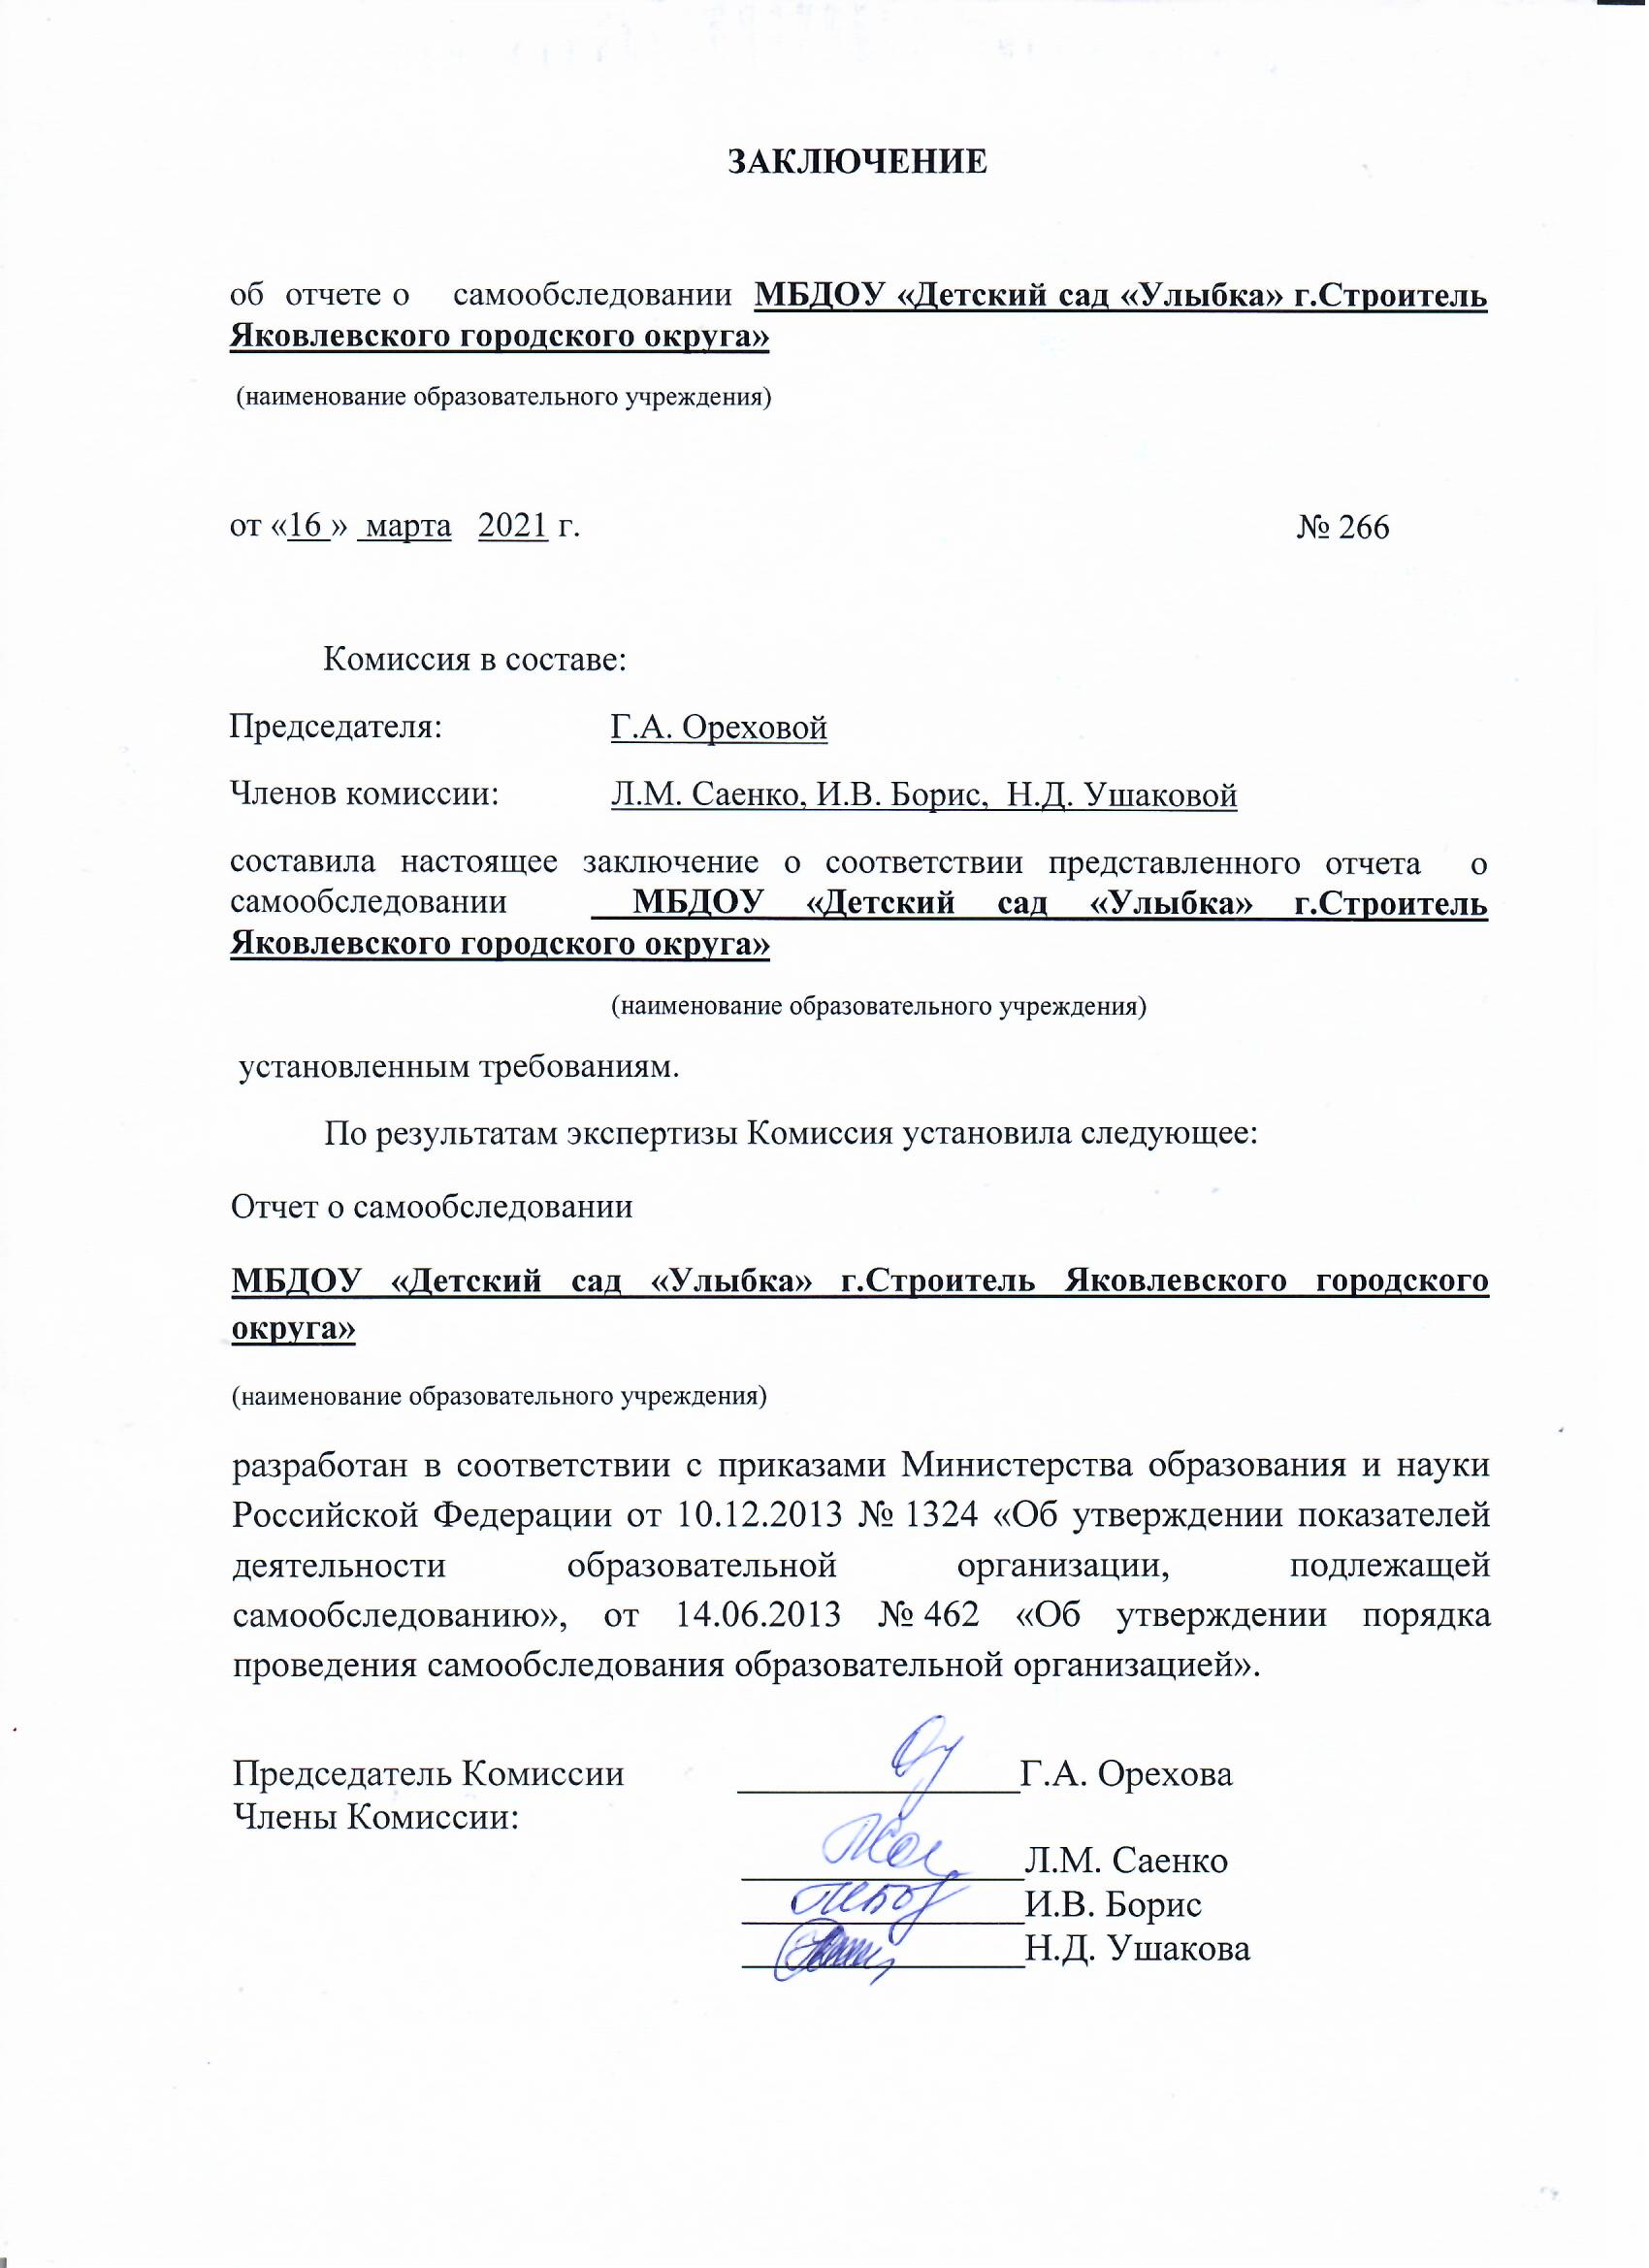 ЗАКЛЮЧЕНИЕ
об отчете о самообследовании МБДОУ «Детский сад «Улыбка» г.Строитель
Яковлевского городского округа»
(наименование образовательного учреждения)
от «16 » марта 2021 г. № 266
Комиссия в составе:
Председателя: Г.А. Ореховой
Членов комиссии: Л.М. Саенко, И.В. Борис, Н.Д. Ушаковой
составила настоящее заключение о соответствии представленного отчета о
самообследовании МБДОУ «Детский сад «Улыбка» г.Строитель
Яковлевского городского округа»
(наименование образовательного учреждения)
установленным требованиям.
По результатам экспертизы Комиссия установила следующее:
Отчет о самообследовании
МБДОУ «Детский сад «Улыбка» г.Строитель Яковлевского городского
округа»
(наименование образовательного учреждения)
разработан в соответствии с приказами Министерства образования и науки
Российской Федерации от 10.12.2013 № 1324 «Об утверждении показателей
деятельности образовательной организации, подлежащей
самообследованию», от 14.06.2013 № 462 «Об утверждении порядка
проведения самообследования образовательной организацией».
Председатель Комиссии Г.А. Орехова
Члены Комиссии:
Л.М. Саенко
И.В. Борис
Н.Д. Ушакова